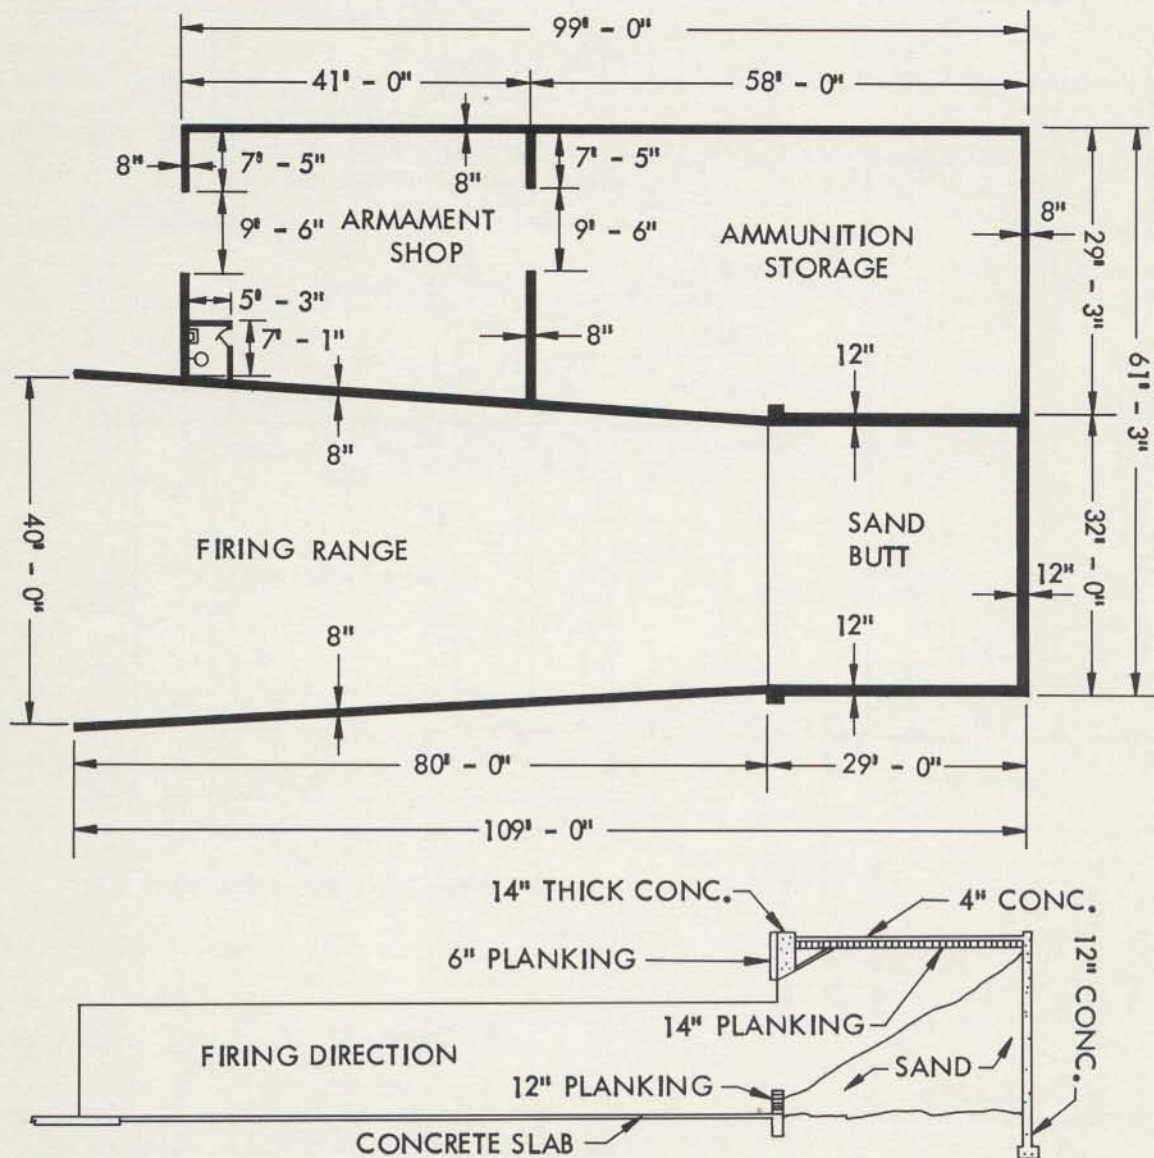 99' - 0"
41' - 0"
58' - 0"
8"
7' - 5"
8"
7' - 5"
9' - 6"
ARMAMENT
SHOP
9' - 6"
AMMUNITION
STORAGE
8"
29' - 3"
5' - 3"
7' - 1"
8"
12"
61' - 3"
8"
40' - 0"
FIRING RANGE
SAND
BUTT
32' - 0"
12"
8"
12"
80' - 0"
29' - 0"
109' - 0"
14" THICK CONC.
4" CONC.
12" CONC.
6" PLANKING
14" PLANKING
FIRING DIRECTION
SAND
12" PLANKING
CONCRETE SLAB